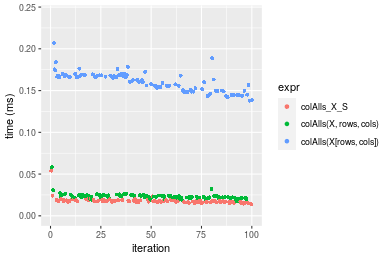 0.25
0.20
0.15
0.10
0.05
0.00
time (ms)
0
25
50
75
100
iteration
expr
colAlls_X_S
colAlls(X, rows, cols)
colAlls(X[rows, cols])